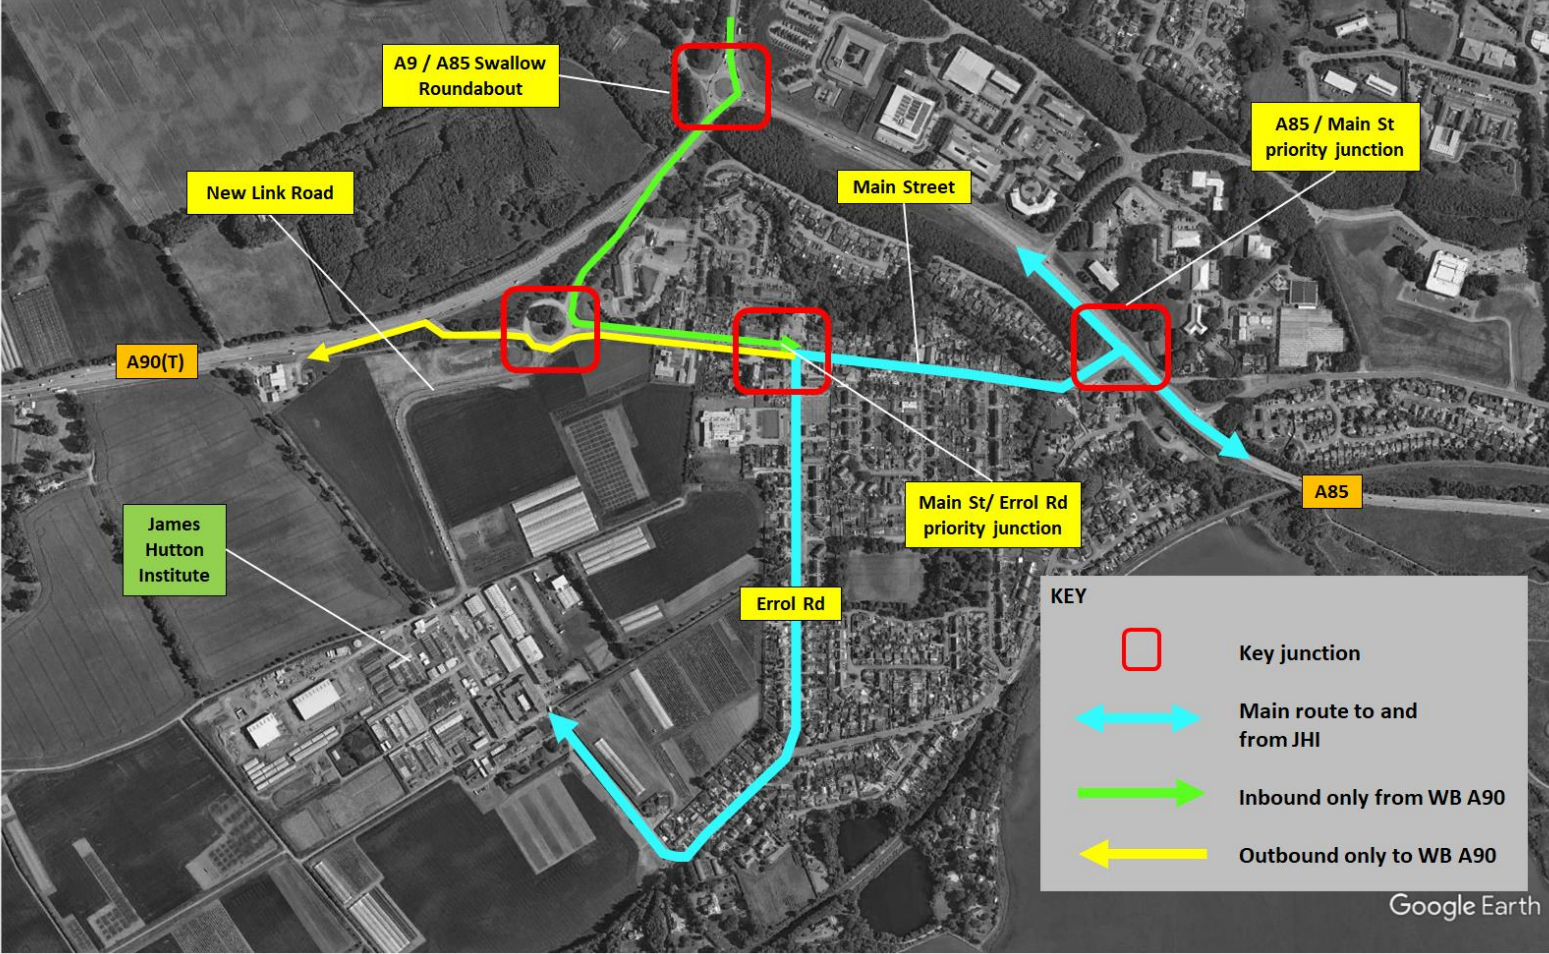 A9 / A85 Swallow
Roundabout
A85 / Main St
priority junction
New Link Road
Main Street
A90(T)
A85
Main St/ Errol Rd
priority junction
James
Hutton
Institute
Errol Rd
KEY
Key junction
Main route to and
from JHI
Inbound only from WB A90
Outbound only to WB A90
Google Earth